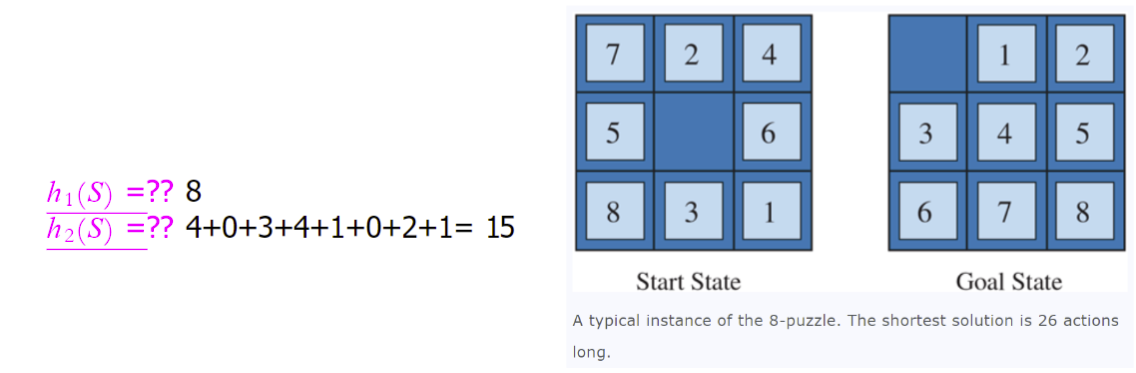 h₁(S) =?? 8
h₂(S) =?? 4+0+3+4+1+0+2+1= 15
7 2 4
5 6
8 3 1
Start State
1 2
3 4 5
6 7 8
Goal State
A typical instance of the 8-puzzle. The shortest solution is 26 actions
long.